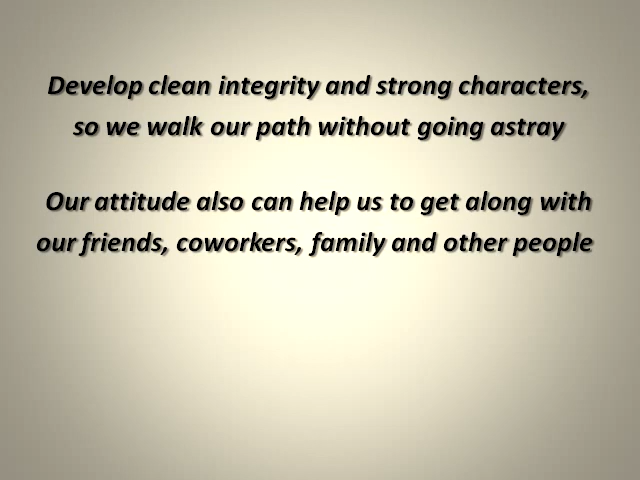 Develop clean integrity and strong characters,
so we walk our path without going astray
Our attitude also can help us to get along with
our friends, coworkers, family and other people